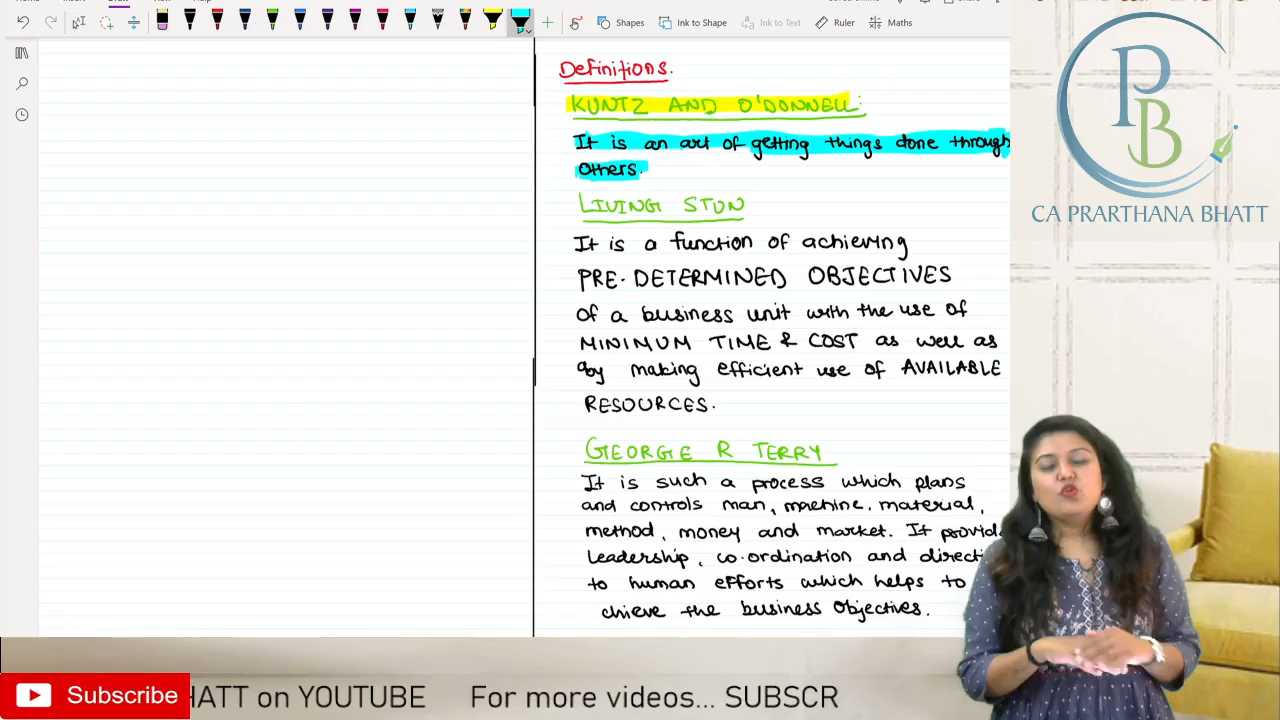 Shapes
Ink to Shape
Ink to Text
Ruler
Maths
Definitions.
KUNTZ AND O'DONNELL:
It is an art of getting things done through
others.
LIVING STON
It is a function of achieving
PRE-DETERMINED OBJECTIVES
of a business unit with the use of
MINIMUM TIME & COST as well as
by making efficient use of AVAILABLE
RESOURCES.
GEORGE R TERRY
It is such a process which plans
and controls man, machine, material,
method, money and market. It provid
leadership, co-ordination and directi
to human efforts which helps to
chieve the business objectives.
PB
CA PRARTHANA BHATT
Subscribe
HATT on YOUTUBE For more videos... SUBSCR